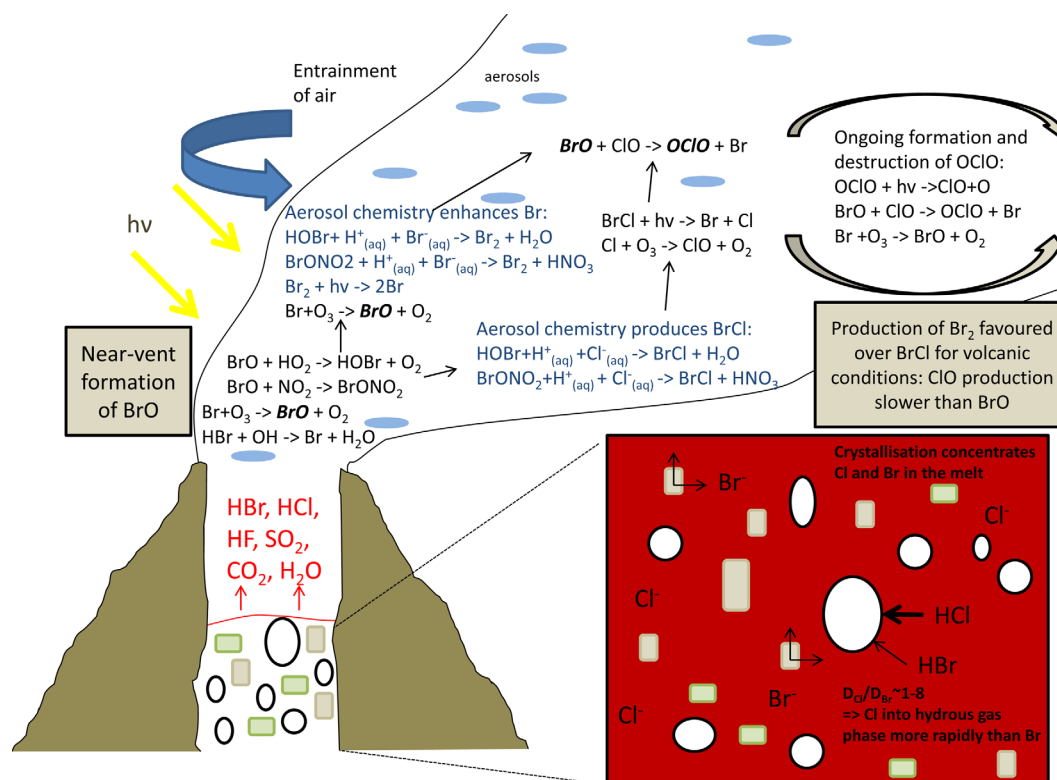 Entrainment
of air
aerosols
hν
BrO + ClO -> OClO + Br
Ongoing formation and
destruction of OClO:
OClO + hν ->ClO+O
BrO + ClO -> OClO + Br
Br +O₃ -> BrO + O₂
Aerosol chemistry enhances Br:
HOBr+ H⁺(aq) + Br⁻(aq) -> Br₂ + H₂O
BrONO2 + H⁺(aq) + Br⁻(aq) -> Br₂ + HNO₃
Br₂ + hν -> 2Br
Br+O₃ -> BrO + O₂
BrCl + hν -> Br + Cl
Cl + O₃ -> ClO + O₂
Near-vent
formation
of BrO
BrO + HO₂ -> HOBr + O₂
BrO + NO₂ -> BrONO₂
Br+O₃ -> BrO + O₂
HBr + OH -> Br + H₂O
Aerosol chemistry produces BrCl:
HOBr+H⁺(aq) +Cl⁻(aq) -> BrCl + H₂O
BrONO₂+H⁺(aq) + Cl⁻(aq) -> BrCl + HNO₃
Production of Br₂ favoured
over BrCl for volcanic
conditions: ClO production
slower than BrO
HBr, HCl,
HF, SO₂,
CO₂, H₂O
Crystallisation concentrates
Cl and Br in the melt
Br⁻
Cl⁻
Cl⁻
HCl
HBr
Br⁻
Cl⁻
D_Cl/D_Br~1-8
=> Cl into hydrous gas
phase more rapidly than Br